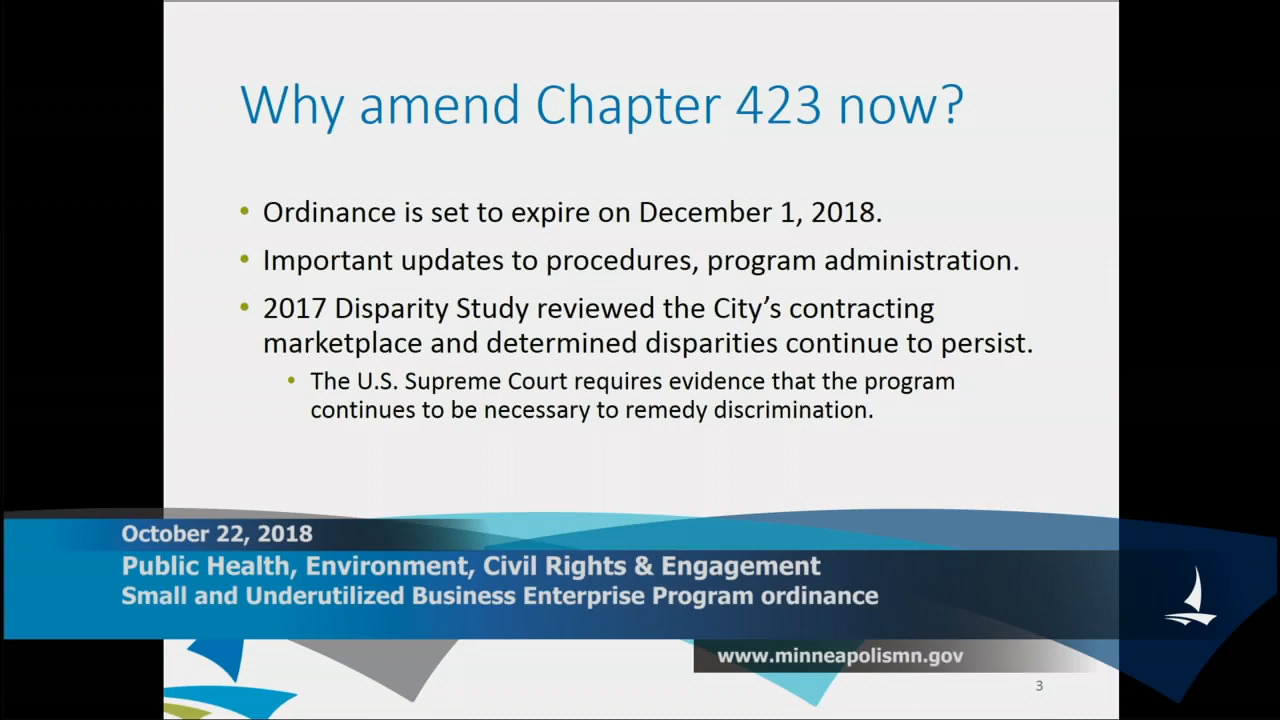 Why amend Chapter 423 now?
• Ordinance is set to expire on December 1, 2018.
• Important updates to procedures, program administration.
• 2017 Disparity Study reviewed the City's contracting
marketplace and determined disparities continue to persist.
• The U.S. Supreme Court requires evidence that the program
continues to be necessary to remedy discrimination.
October 22, 2018
Public Health, Environment, Civil Rights & Engagement
Small and Underutilized Business Enterprise Program ordinance
www.minneapolismn.gov
3